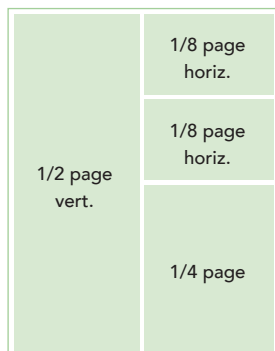 1/2 page
vert.
1/8 page
horiz.
1/8 page
horiz.
1/4 page